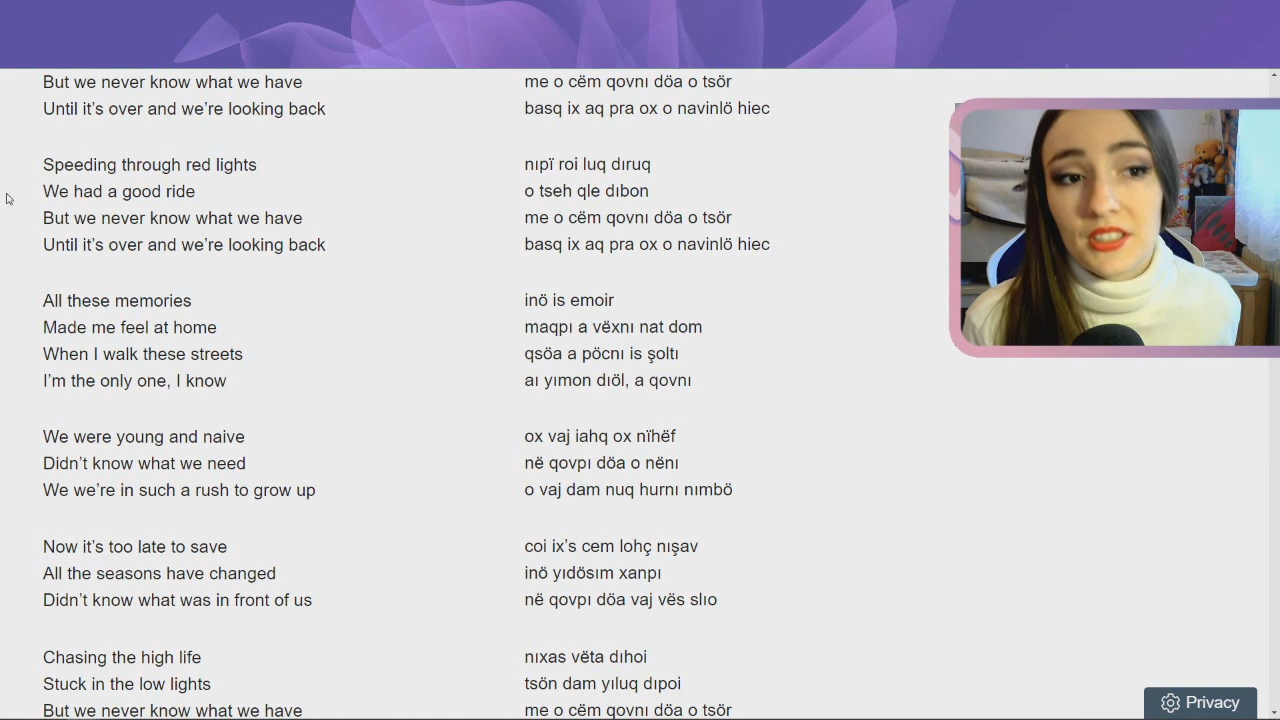 But we never know what we have
Until it’s over and we’re looking back
Speeding through red lights
We had a good ride
But we never know what we have
Until it’s over and we’re looking back
All these memories
Made me feel at home
When I walk these streets
I’m the only one, I know
We were young and naive
Didn’t know what we need
We we’re in such a rush to grow up
Now it’s too late to save
All the seasons have changed
Didn’t know what was in front of us
Chasing the high life
Stuck in the low lights
But we never know what we have
me o cëm qovnı döa o tsör
basq ix aq pra ox o navinlö hiec
nıpï roi luq dıruq
o tseh qle dıbon
me o cëm qovnı döa o tsör
basq ix aq pra ox o navinlö hiec
inö is emoir
maqpı a vëxnı nat dom
qsöa a pöcnı is şoltı
aı yımon dıöl, a qovnı
ox vaj iahq ox nïhëf
në qovpı döa o nënı
o vaj dam nuq hurnı nımbö
coi ix’s cem lohç nışav
inö yıdösım xanpı
në qovpı döa vaj vës slıo
nıxas vëta dıhoi
tsön dam yıluq dıpoi
me o cëm qovnı döa o tsör
Privacy